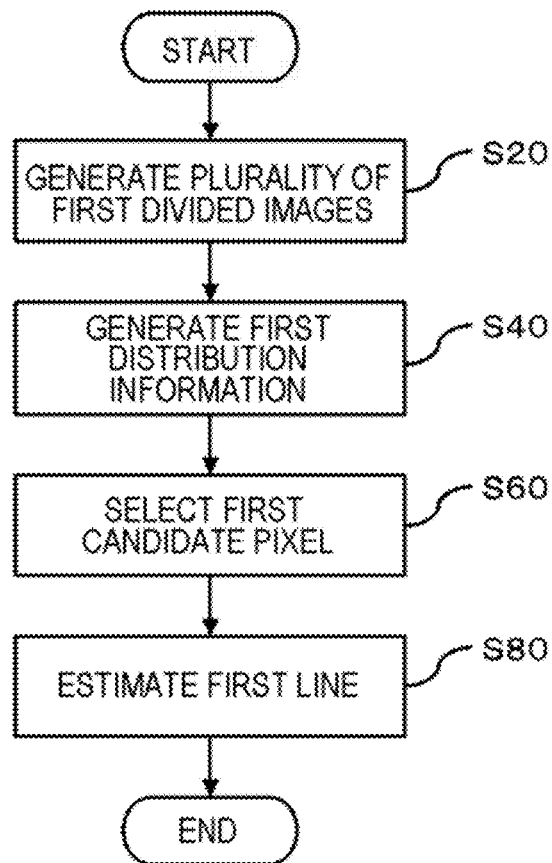 START
GENERATE PLURALITY OF
FIRST DIVIDED IMAGES
S20
GENERATE FIRST
DISTRIBUTION
INFORMATION
S40
SELECT FIRST
CANDIDATE PIXEL
S60
ESTIMATE FIRST LINE
S80
END